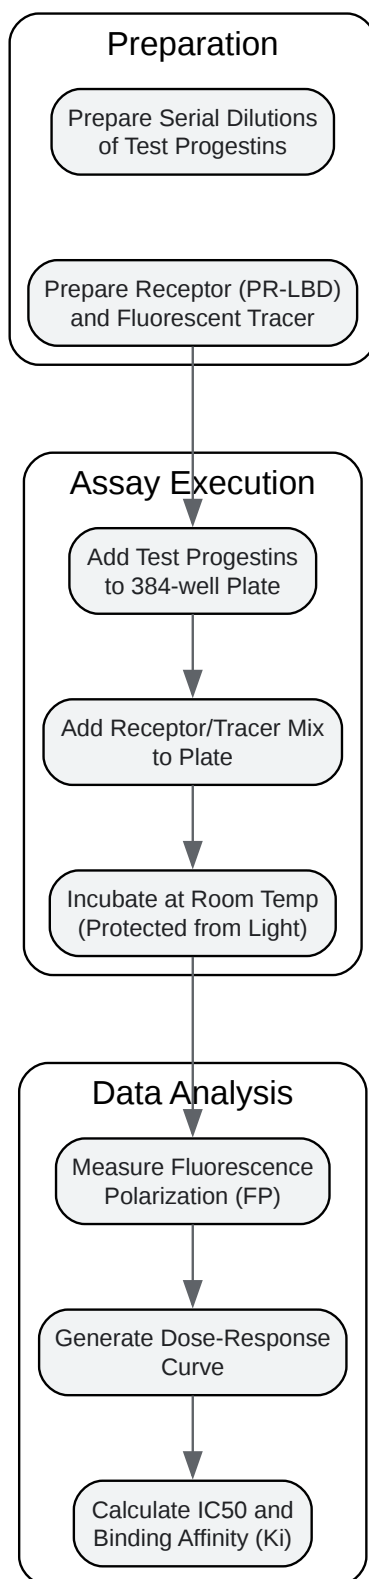 Preparation
Prepare Serial Dilutions
of Test Progestins
Prepare Receptor (PR-LBD)
and Fluorescent Tracer
Assay Execution
Add Test Progestins
to 384-well Plate
Add Receptor/Tracer Mix
to Plate
Incubate at Room Temp
(Protected from Light)
Data Analysis
Measure Fluorescence
Polarization (FP)
Generate Dose-Response
Curve
Calculate IC50 and
Binding Affinity (Ki)